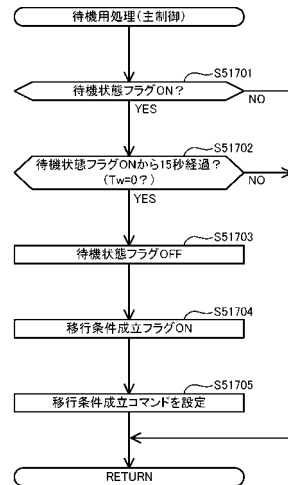 待機用処理(主制御)
S51701
待機状態フラグON?
NO
YES
S51702
待機状態フラグONから15秒経過?
(Tw=0?)
NO
YES
S51703
待機状態フラグOFF
S51704
移行条件成立フラグON
S51705
移行条件成立コマンドを設定
RETURN